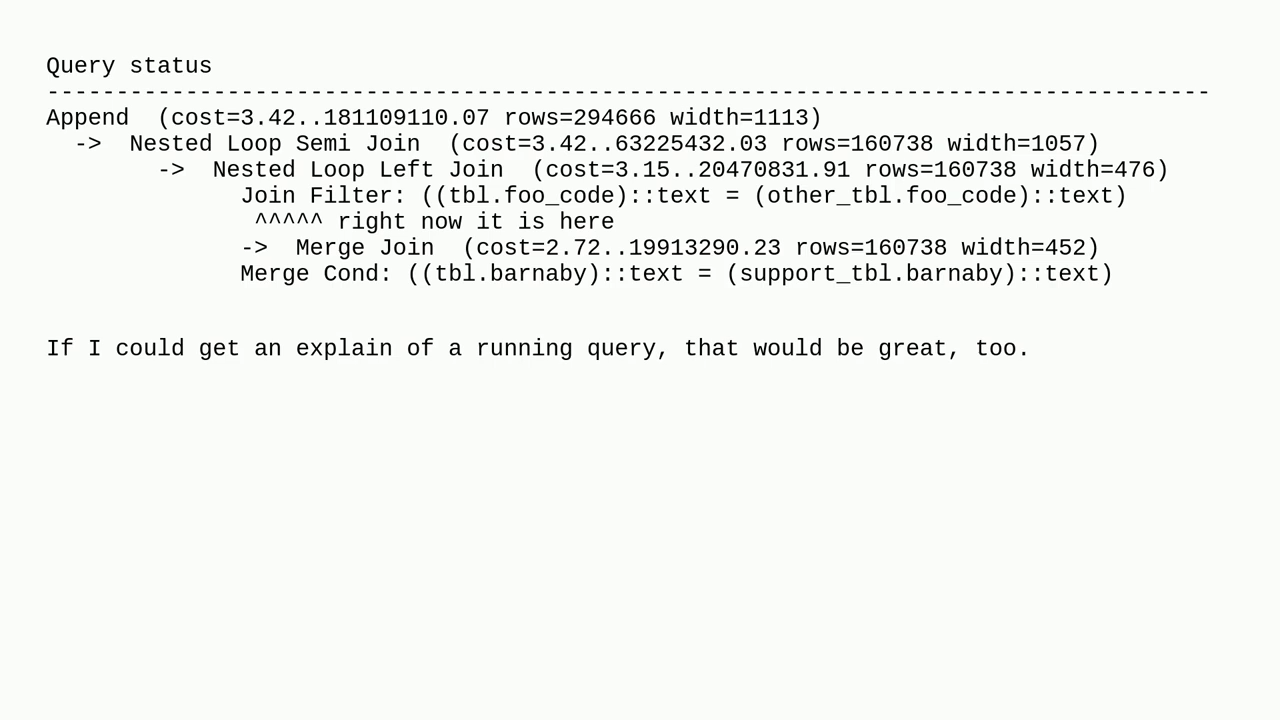 Query status
------------------------------------------------------------------------------------
Append  (cost=3.42..181109110.07 rows=294666 width=1113)
  ->  Nested Loop Semi Join  (cost=3.42..63225432.03 rows=160738 width=1057)
        ->  Nested Loop Left Join  (cost=3.15..20470831.91 rows=160738 width=476)
              Join Filter: ((tbl.foo_code)::text = (other_tbl.foo_code)::text)
               ^^^^^ right now it is here
              ->  Merge Join  (cost=2.72..19913290.23 rows=160738 width=452)
              Merge Cond: ((tbl.barnaby)::text = (support_tbl.barnaby)::text)
If I could get an explain of a running query, that would be great, too.